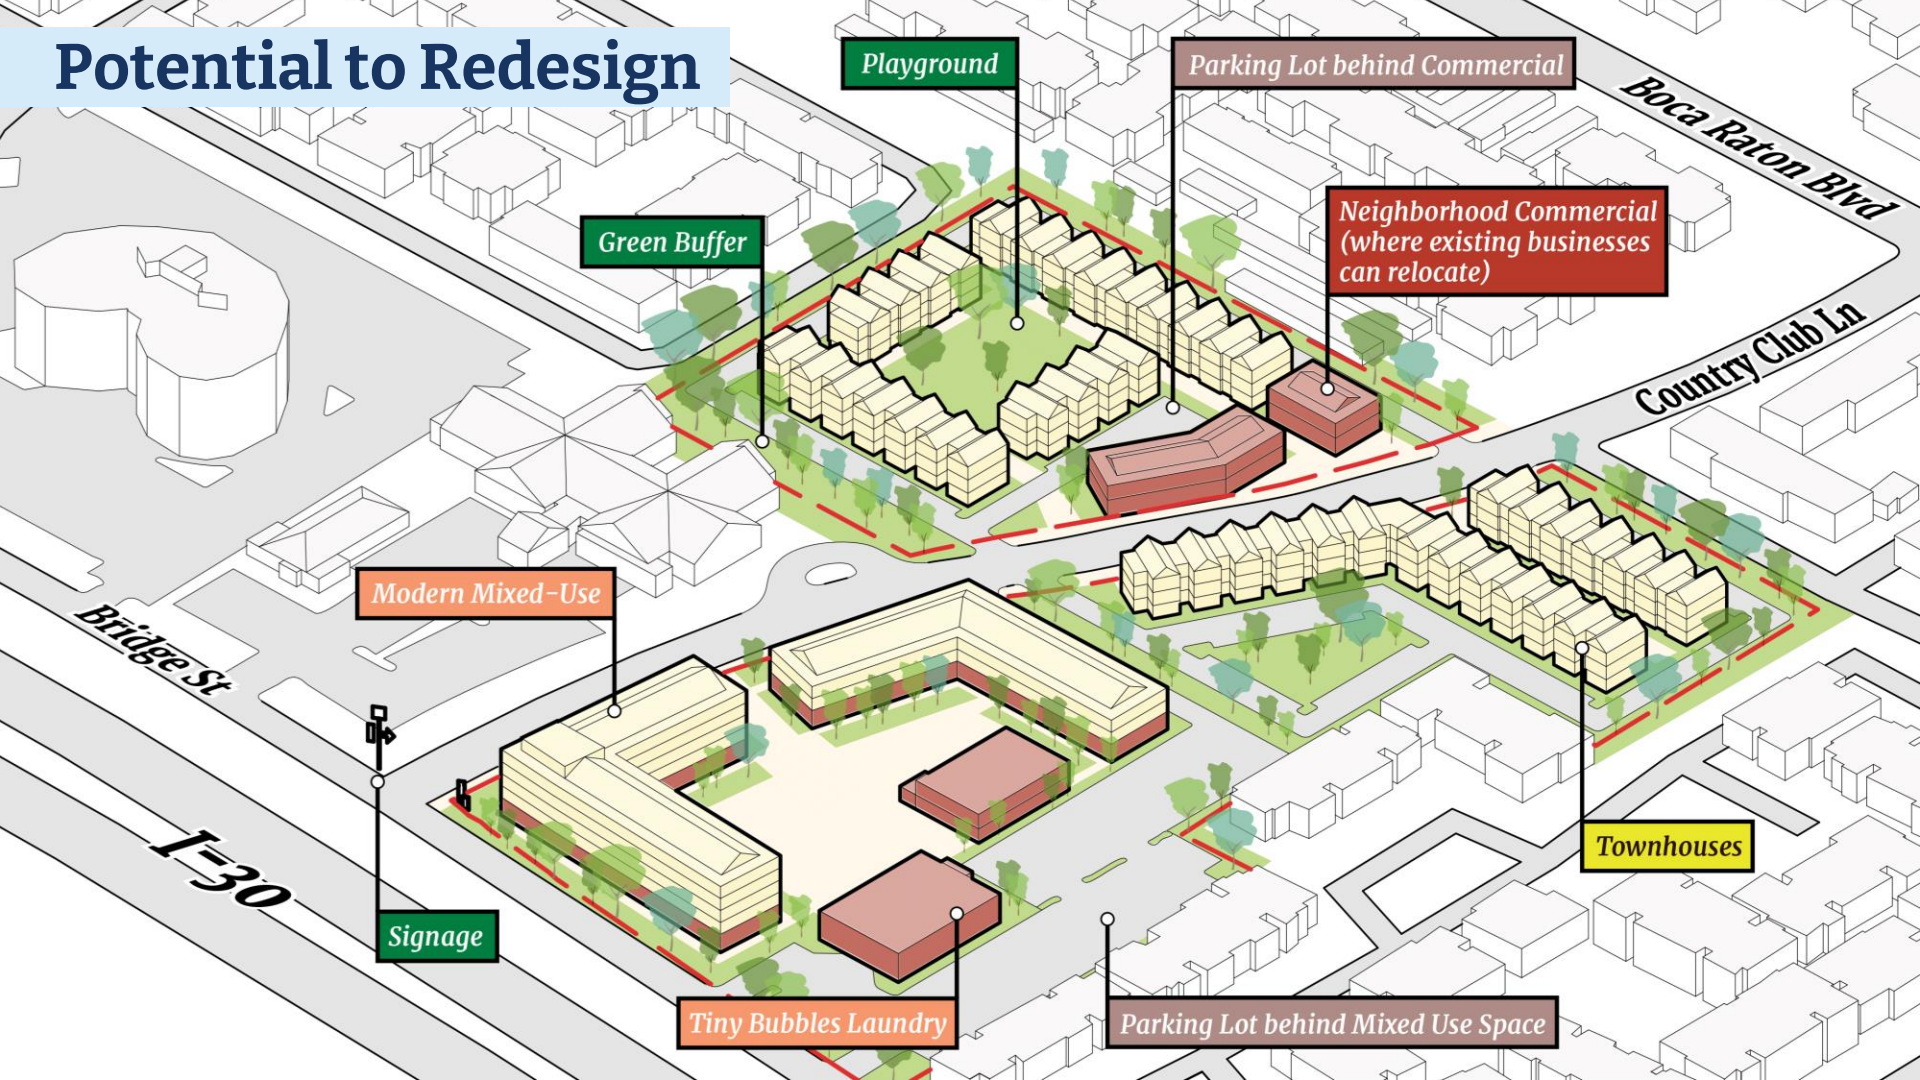 Potential to Redesign
Playground
Parking Lot behind Commercial
Boca Raton Blvd
Neighborhood Commercial
(where existing businesses
can relocate)
Green Buffer
Country Club Ln
Modern Mixed-Use
Bridge St
I-30
Townhouses
Signage
Tiny Bubbles Laundry
Parking Lot behind Mixed Use Space